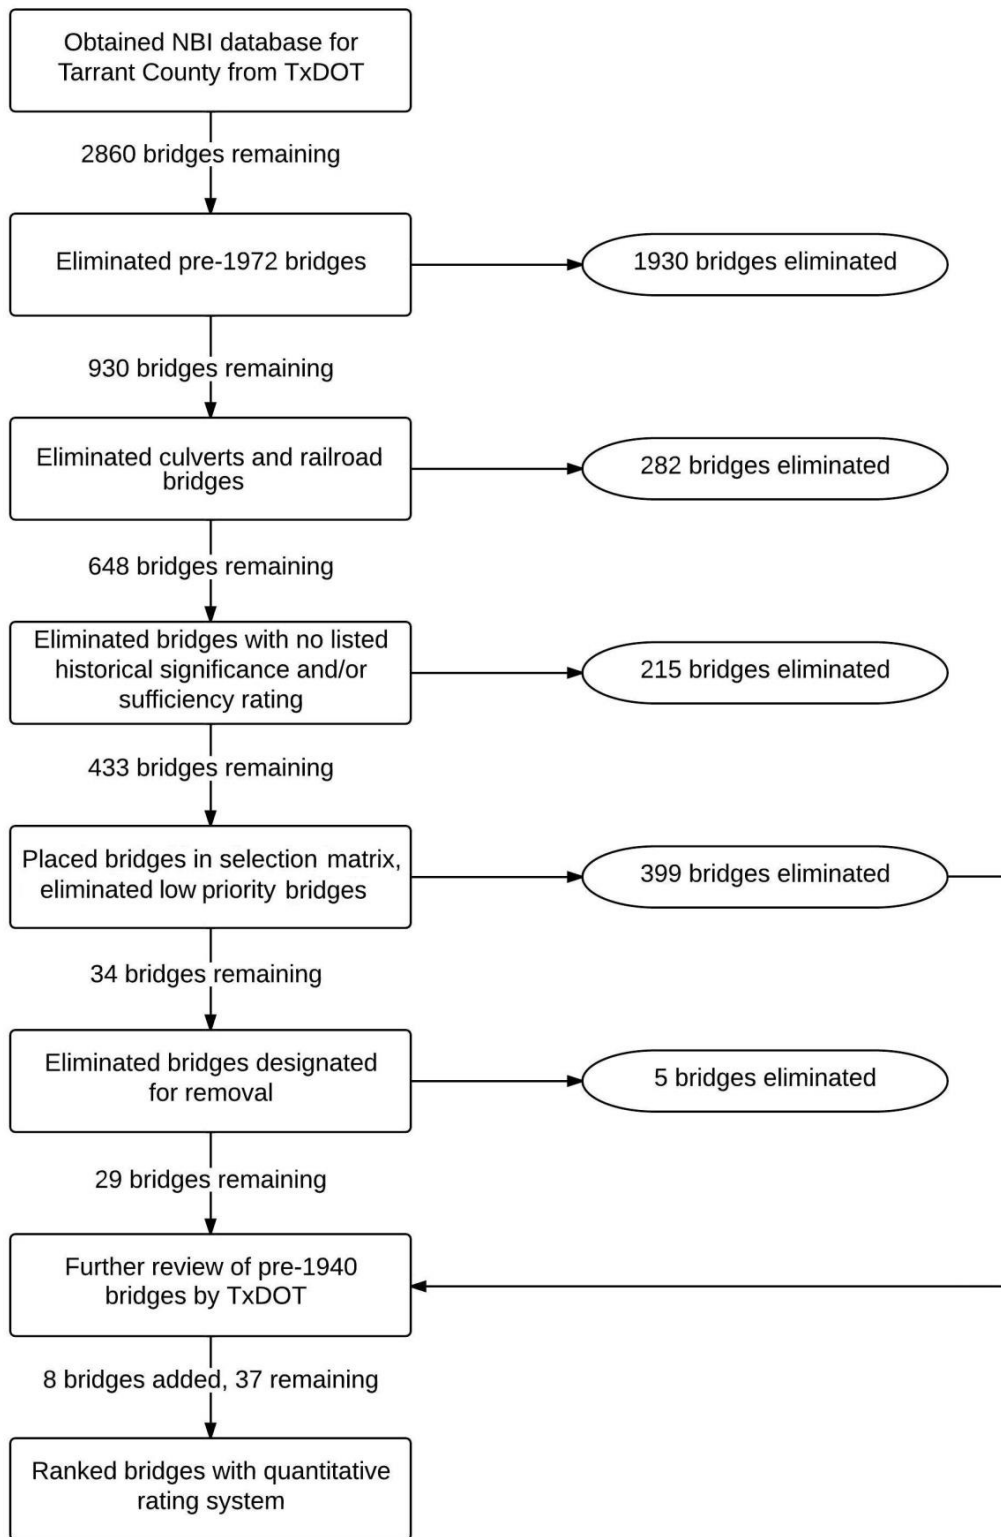 Obtained NBI database for
Tarrant County from TxDOT
2860 bridges remaining
Eliminated pre-1972 bridges
1930 bridges eliminated
930 bridges remaining
Eliminated culverts and railroad
bridges
282 bridges eliminated
648 bridges remaining
Eliminated bridges with no listed
historical significance and/or
sufficiency rating
215 bridges eliminated
433 bridges remaining
Placed bridges in selection matrix,
eliminated low priority bridges
399 bridges eliminated
34 bridges remaining
Eliminated bridges designated
for removal
5 bridges eliminated
29 bridges remaining
Further review of pre-1940
bridges by TxDOT
8 bridges added, 37 remaining
Ranked bridges with quantitative
rating system